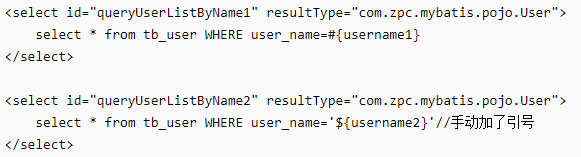 <select id="queryUserListByName1" resultType="com.zpc.mybatis.pojo.User">
    select * from tb_user WHERE user_name=#{username1}
</select>

<select id="queryUserListByName2" resultType="com.zpc.mybatis.pojo.User">
    select * from tb_user WHERE user_name='${username2}'//手动加了引号
</select>